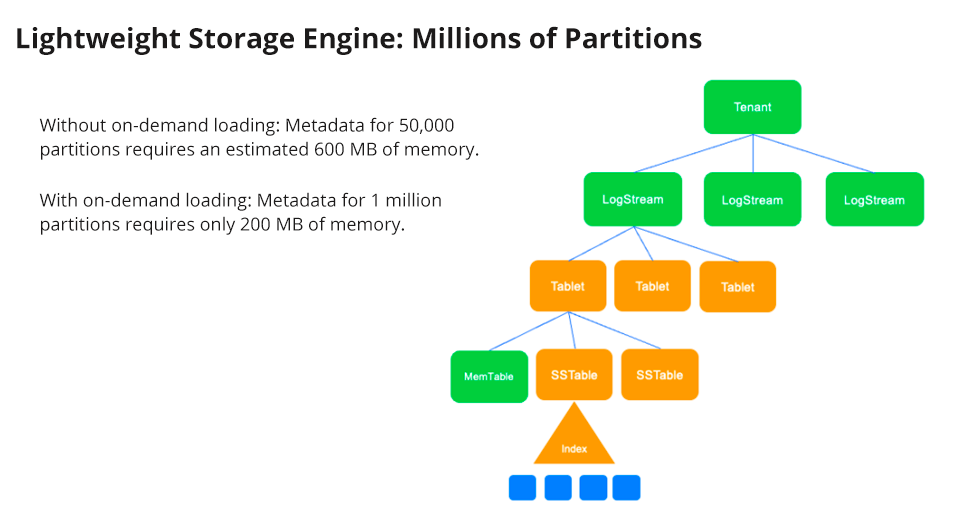 Lightweight Storage Engine: Millions of Partitions
Without on-demand loading: Metadata for 50,000
partitions requires an estimated 600 MB of memory.
With on-demand loading: Metadata for 1 million
partitions requires only 200 MB of memory.
Tenant
LogStream
LogStream
LogStream
Tablet
Tablet
Tablet
MemTable
SSTable
SSTable
Index